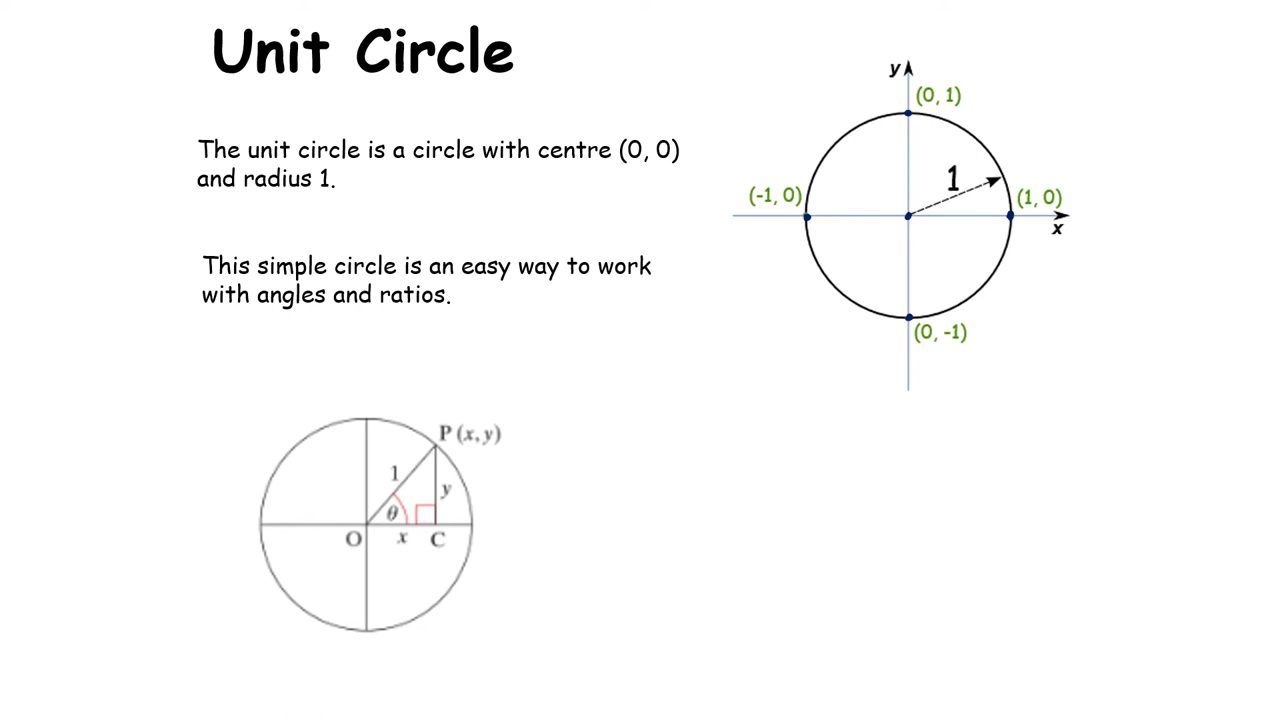 Unit Circle
The unit circle is a circle with centre (0, 0)
and radius 1.
This simple circle is an easy way to work
with angles and ratios.
y
(0, 1)
1
(-1, 0)
(1, 0)
x
(0, -1)
P (x, y)
1
y
θ
O
x
C